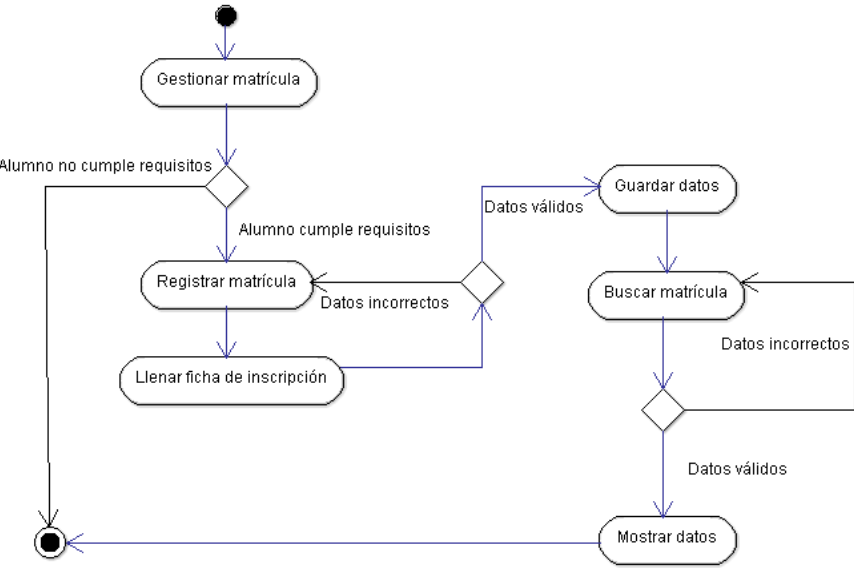 Gestionar matrícula
Alumno no cumple requisitos
Alumno cumple requisitos
Registrar matrícula
Datos incorrectos
Llenar ficha de inscripción
Datos válidos
Guardar datos
Buscar matrícula
Datos incorrectos
Datos válidos
Mostrar datos